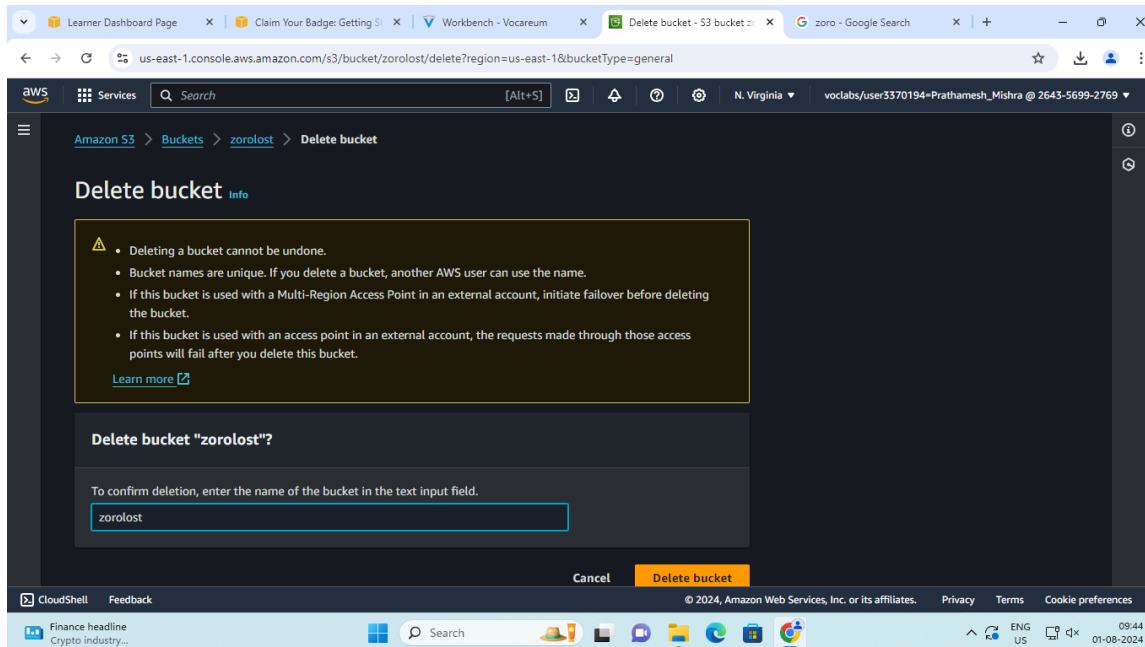 Learner Dashboard Page
Claim Your Badge: Getting St
Workbench - Vocareum
Delete bucket - S3 bucket zo
zoro - Google Search
us-east-1.console.aws.amazon.com/s3/bucket/zorolost/delete?region=us-east-1&bucketType=general
aws
Services
Search
[Alt+S]
N. Virginia
voclabs/user3370194=Prathamesh_Mishra @ 2643-5699-2769
Amazon S3 > Buckets > zorolost > Delete bucket
Delete bucket Info
• Deleting a bucket cannot be undone.
• Bucket names are unique. If you delete a bucket, another AWS user can use the name.
• If this bucket is used with a Multi-Region Access Point in an external account, initiate failover before deleting
the bucket.
• If this bucket is used with an access point in an external account, the requests made through those access
points will fail after you delete this bucket.
Learn more
Delete bucket "zorolost"?
To confirm deletion, enter the name of the bucket in the text input field.
zorolost
Cancel
Delete bucket
CloudShell
Feedback
© 2024, Amazon Web Services, Inc. or its affiliates.
Privacy
Terms
Cookie preferences
Finance headline
Crypto industry...
Search
ENG
US
09:44
01-08-2024